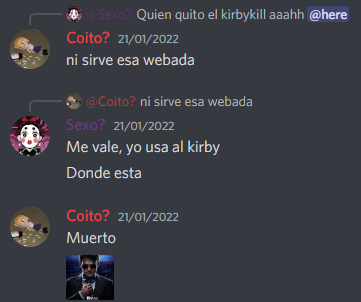 @Sexo? Quien quito el kirbykill aaahh @here
Coito? 21/01/2022
ni sirve esa webada
@Coito? ni sirve esa webada
Sexo? 21/01/2022
Me vale, yo usa al kirby
Donde esta
Coito? 21/01/2022
Muerto